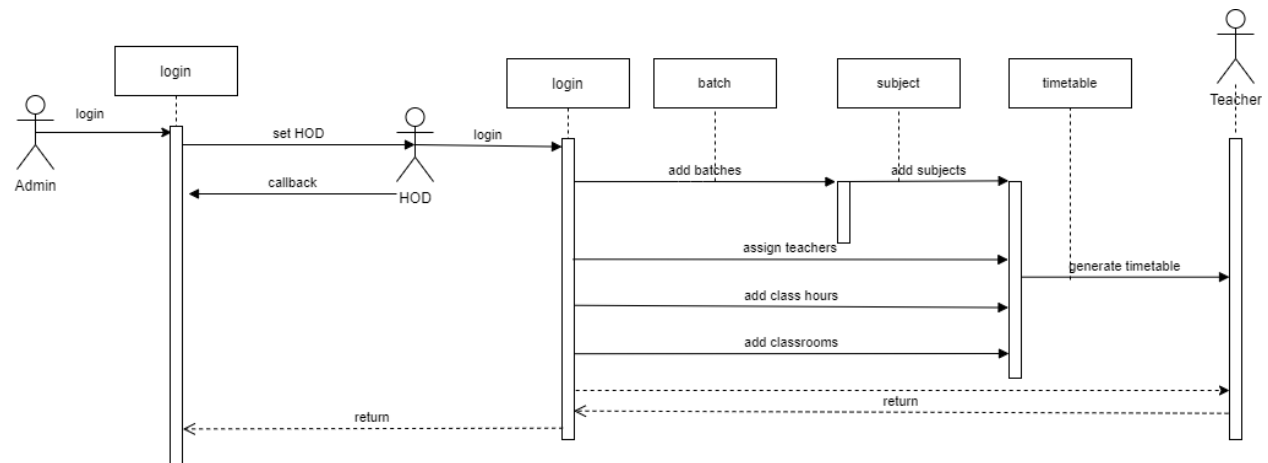 login
login
batch
subject
timetable
Teacher
login
Admin
set HOD
callback
HOD
login
add batches
add subjects
assign teachers
generate timetable
add class hours
add classrooms
return
return